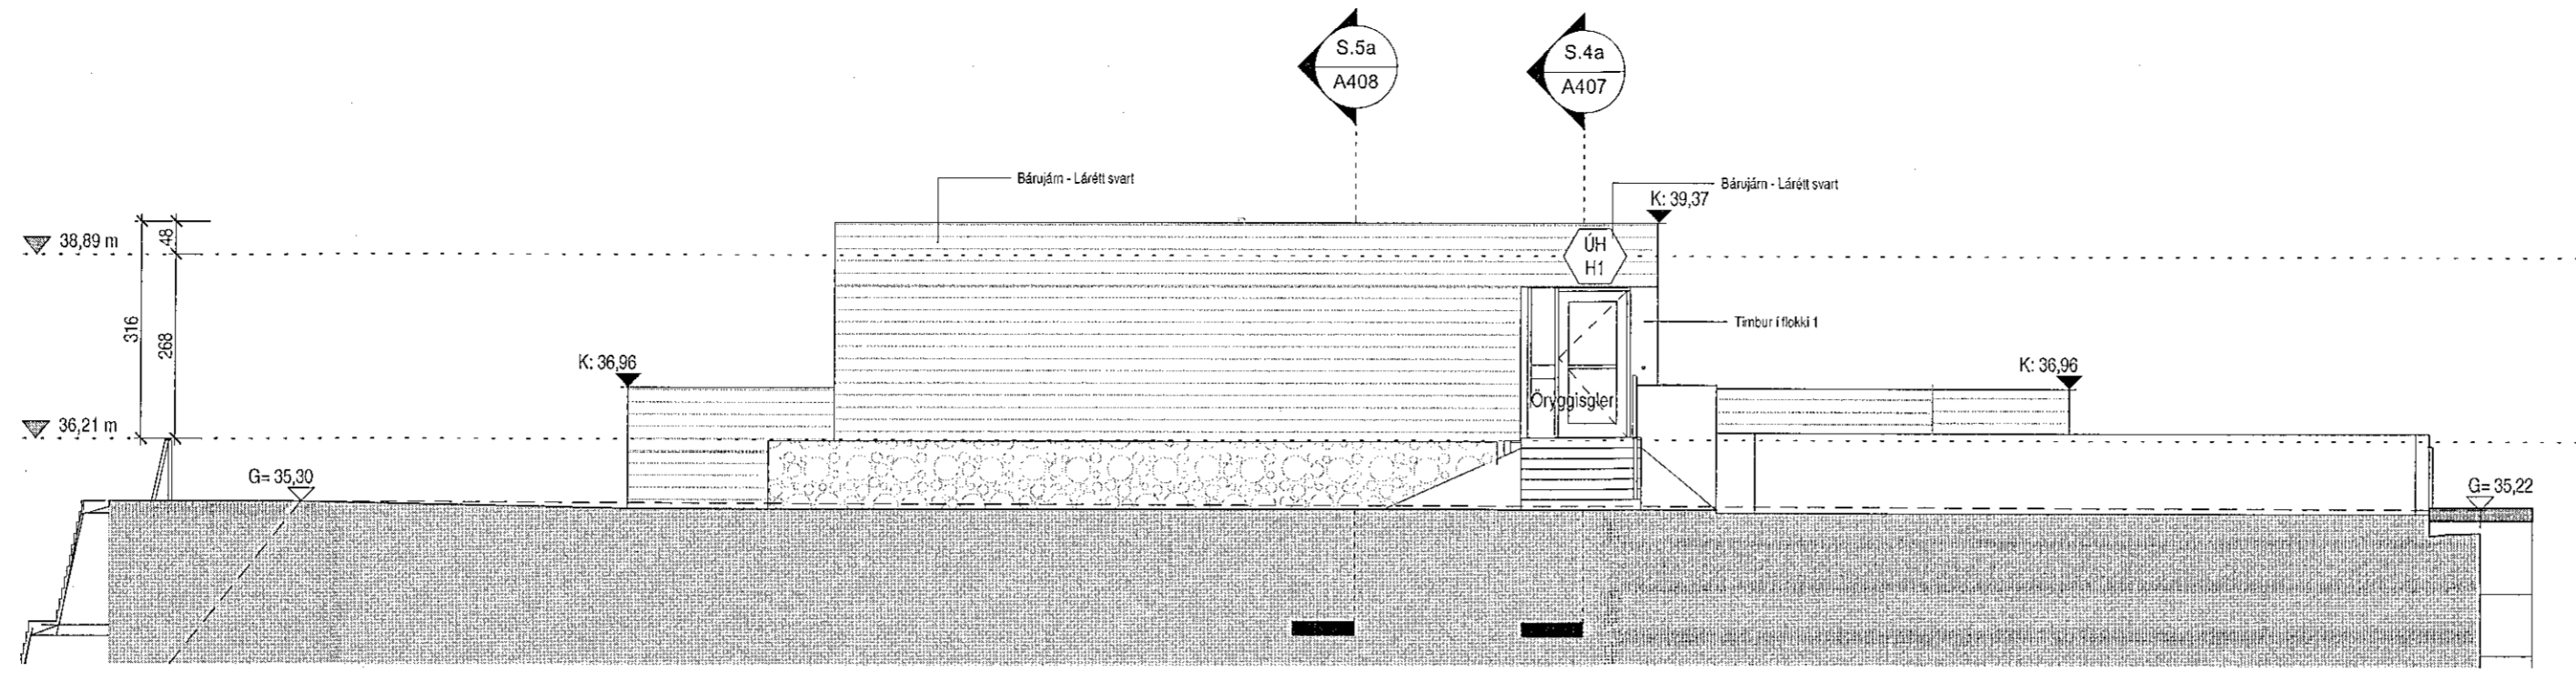 S.5a
A408
S.4a
A407
Bárujárn - Lárétt svart
Bárujárn - Lárétt svart
K: 39,37
38,89 m
48
ÚH
H1
316
268
Timbur í flokki 1
K: 36,96
K: 36,96
Öryggisgler
36,21 m
G= 35,30
G= 35,22